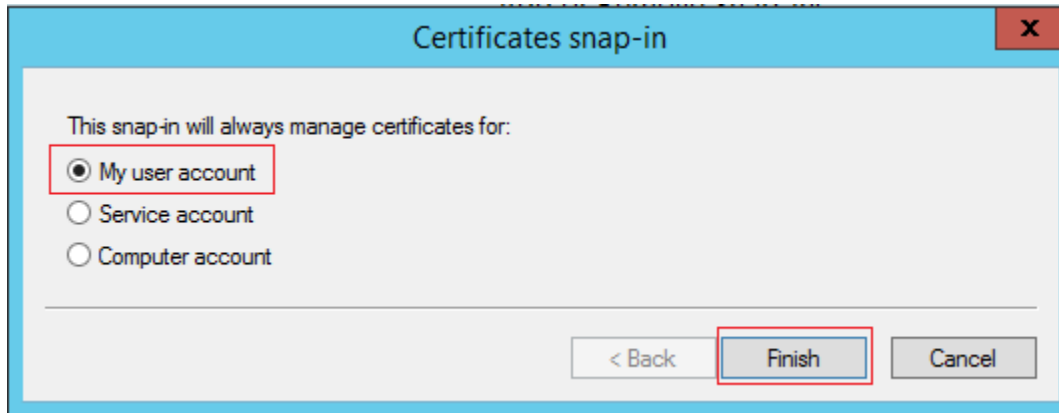 Certificates snap-in
x
This snap-in will always manage certificates for:
My user account
Service account
Computer account
< Back Finish Cancel